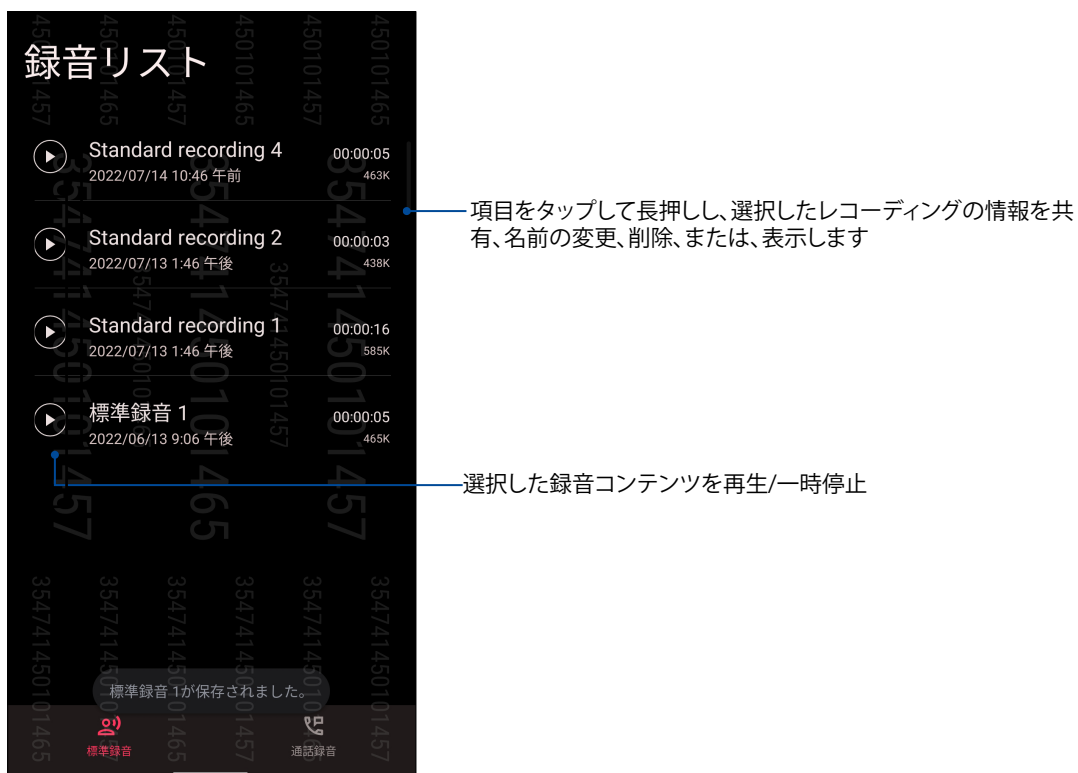 録音リスト
Standard recording 4 00:00:05
2022/07/14 10:46 午前 463K
項目をタップして長押しし、選択したレコーディングの情報を共
有、名前の変更、削除、または、表示します
Standard recording 2 00:00:03
2022/07/13 1:46 午後 438K
Standard recording 1 00:00:16
2022/07/13 1:46 午後 585K
標準録音 1 00:00:05
2022/06/13 9:06 午後 465K
選択した録音コンテンツを再生/一時停止
標準録音 1が保存されました。
標準録音 通話録音